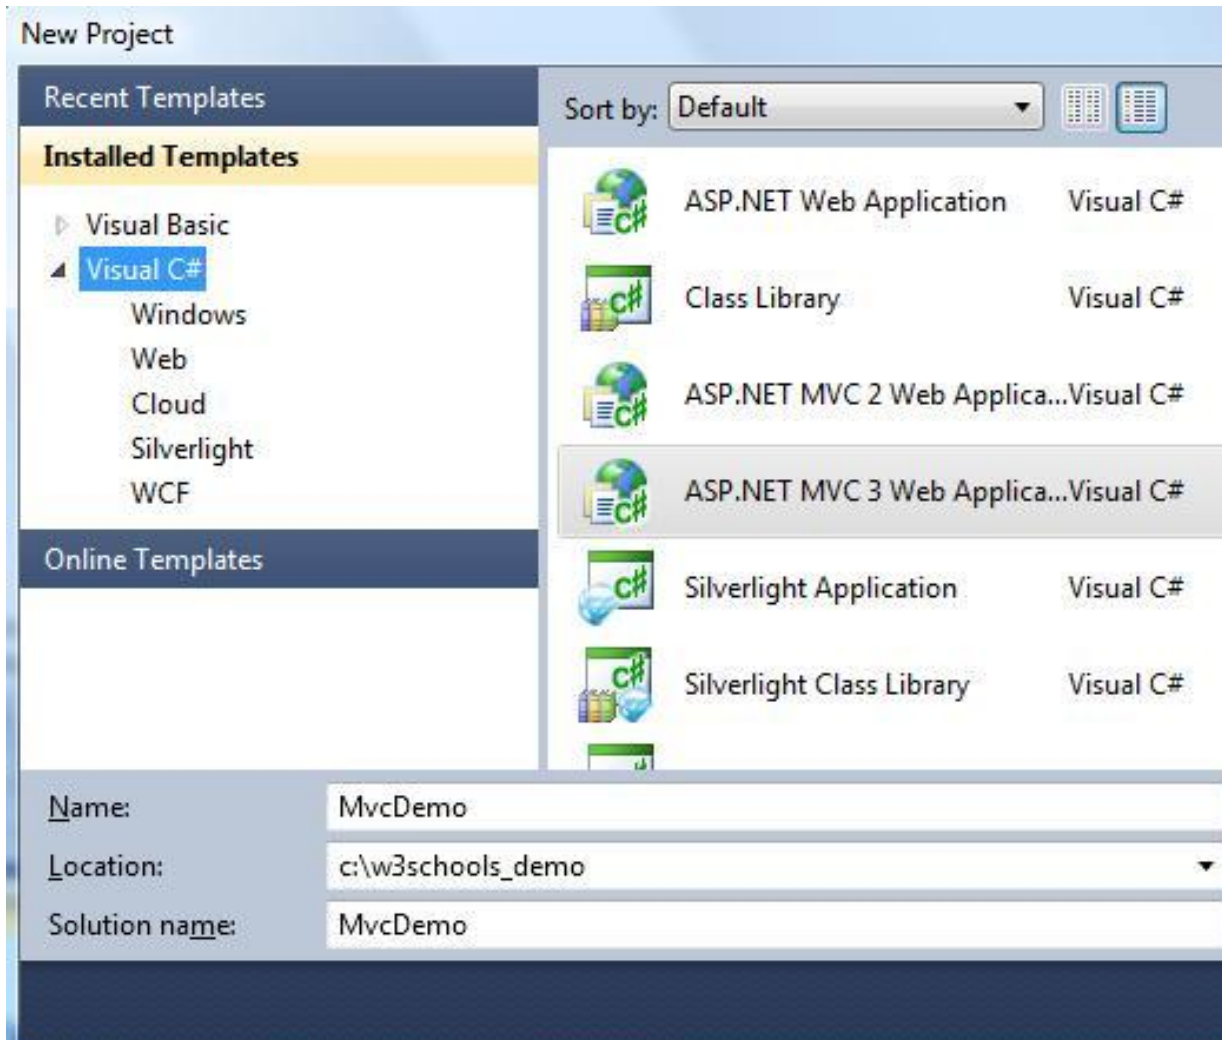 New Project
Recent Templates
Installed Templates
Visual Basic
Visual C#
Windows
Web
Cloud
Silverlight
WCF
Online Templates
Sort by: Default
ASP.NET Web Application Visual C#
Class Library Visual C#
ASP.NET MVC 2 Web Applica...Visual C#
ASP.NET MVC 3 Web Applica...Visual C#
Silverlight Application Visual C#
Silverlight Class Library Visual C#
Name: MvcDemo
Location: c:\w3schools_demo
Solution name: MvcDemo